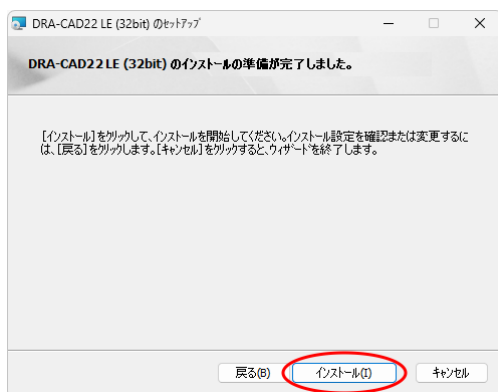 DRA-CAD22 LE (32bit) のセットアップ
DRA-CAD22 LE (32bit) のインストールの準備が完了しました。
[インストール]をクリックして、インストールを開始してください。インストール設定を確認または変更するに
は、[戻る]をクリックします。[キャンセル]をクリックすると、ウィザードを終了します。
戻る(B)
インストール(I)
キャンセル